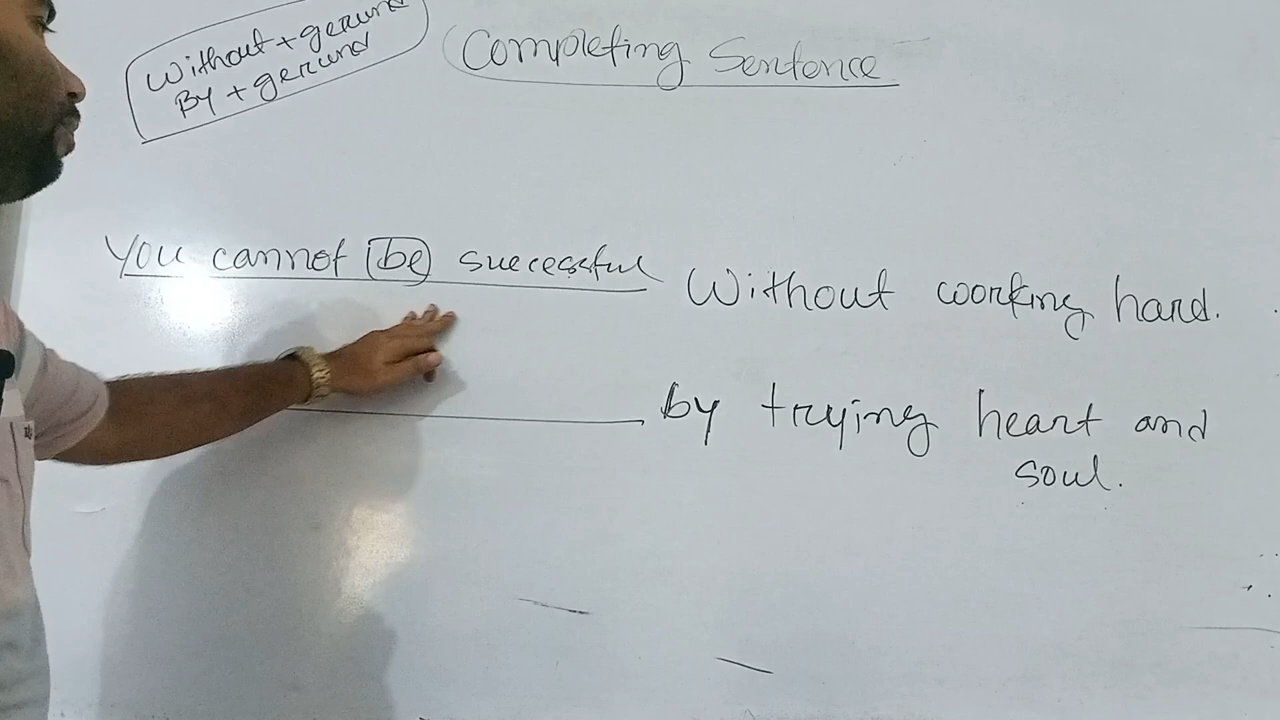 Without + gerund
By + gerund
Completing Sentence
You cannot be successful Without working hard.
by trying heart and
soul.